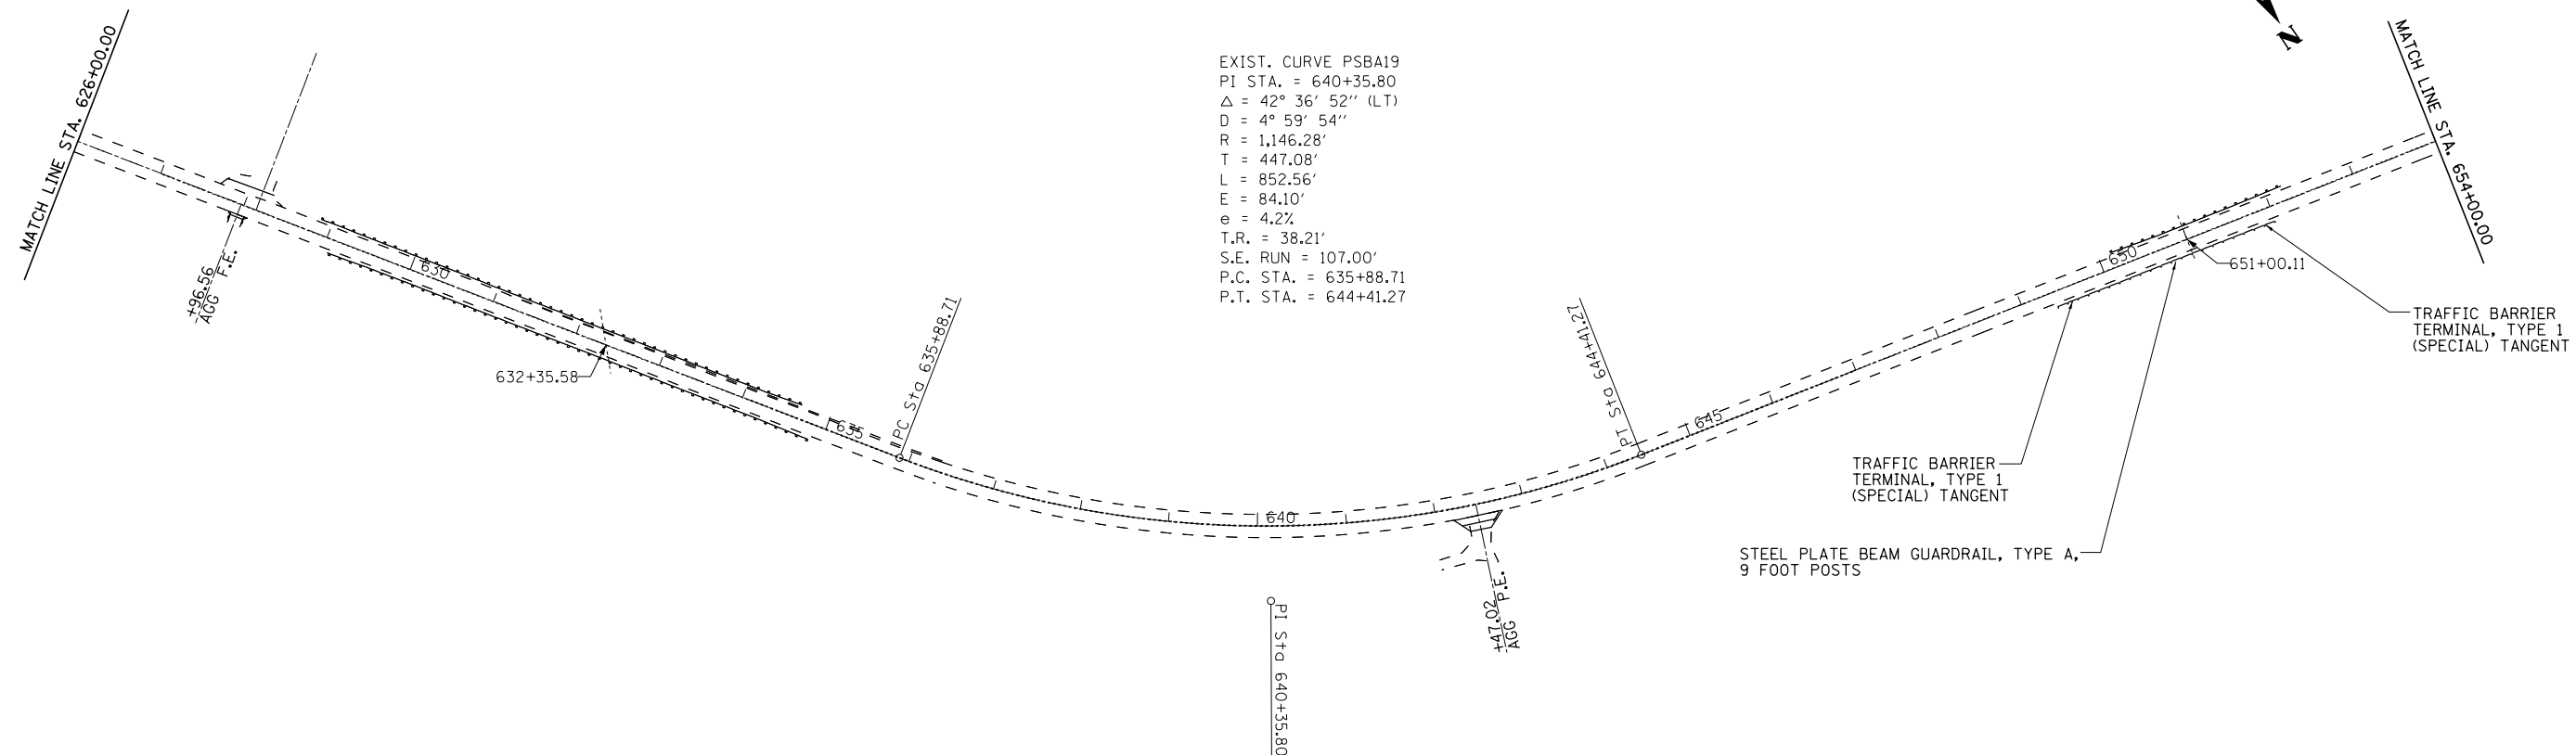 MATCH LINE STA. 626+00.00
+96.56
AGG F.E.
630
632+35.58
635
PC Sta 635+88.71
EXIST. CURVE PSBA19
PI STA. = 640+35.80
△ = 42° 36' 52'' (LT)
D = 4° 59' 54''
R = 1,146.28'
T = 447.08'
L = 852.56'
E = 84.10'
e = 4.2%
T.R. = 38.21'
S.E. RUN = 107.00'
P.C. STA. = 635+88.71
P.T. STA. = 644+41.27
640
PI Sta 640+35.80
+47.02
AGG P.E.
PT Sta 644+41.27
645
650
651+00.11
TRAFFIC BARRIER
TERMINAL, TYPE 1
(SPECIAL) TANGENT
STEEL PLATE BEAM GUARDRAIL, TYPE A,
9 FOOT POSTS
TRAFFIC BARRIER
TERMINAL, TYPE 1
(SPECIAL) TANGENT
N
MATCH LINE STA. 654+00.00